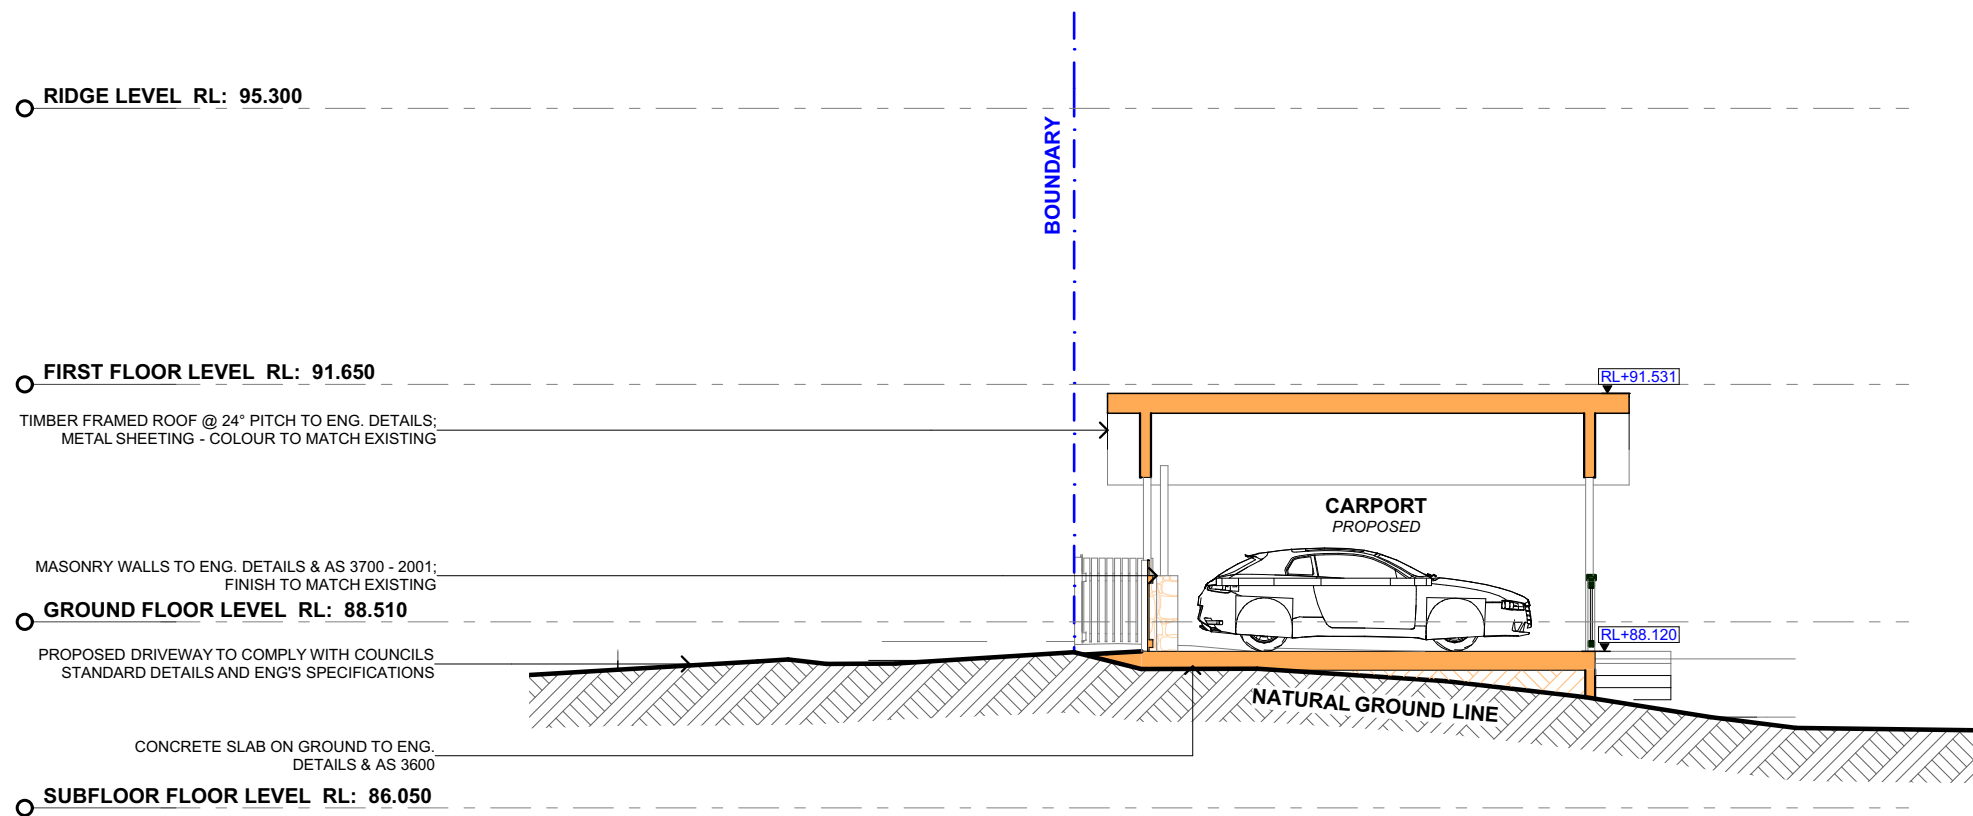 RIDGE LEVEL  RL:  95.300
BOUNDARY
FIRST FLOOR LEVEL  RL:  91.650
RL+91.531
TIMBER FRAMED ROOF @ 24° PITCH TO ENG. DETAILS;
METAL SHEETING - COLOUR TO MATCH EXISTING
CARPORT
PROPOSED
MASONRY WALLS TO ENG. DETAILS & AS 3700 - 2001;
FINISH TO MATCH EXISTING
GROUND FLOOR LEVEL  RL:  88.510
RL+88.120
PROPOSED DRIVEWAY TO COMPLY WITH COUNCILS
STANDARD DETAILS AND ENG'S SPECIFICATIONS
NATURAL GROUND LINE
CONCRETE SLAB ON GROUND TO ENG.
DETAILS & AS 3600
SUBFLOOR FLOOR LEVEL  RL:  86.050